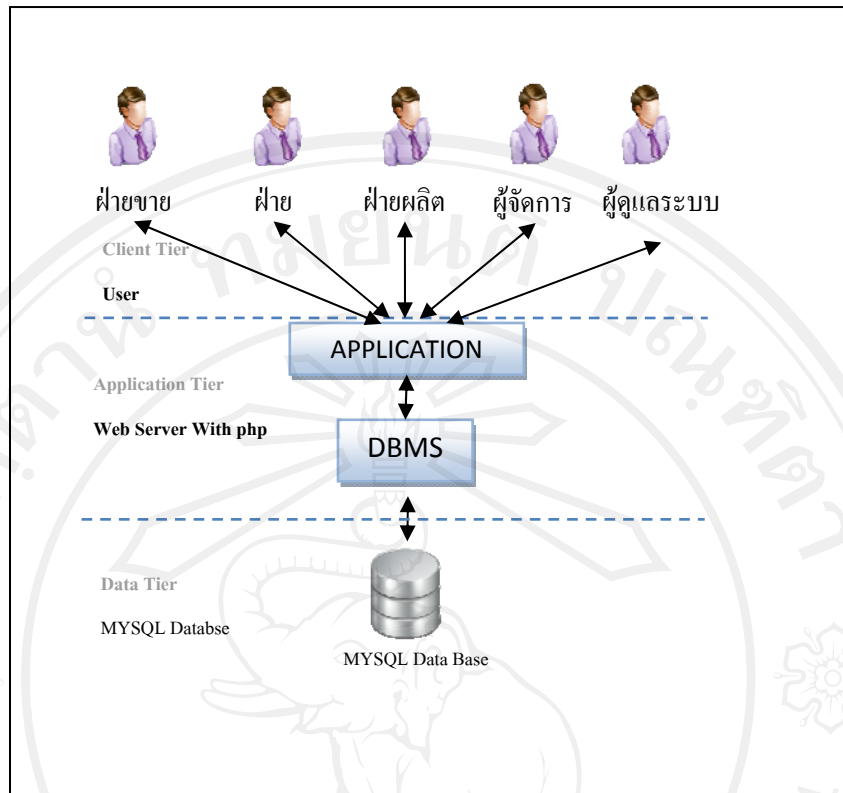 ฝ่ายขาย ฝ่าย ฝ่ายผลิต ผู้จัดการ ผู้ดูแลระบบ
Client Tier
User
APPLICATION
Application Tier
Web Server With php
DBMS
Data Tier
MYSQL Databse
MYSQL Data Base